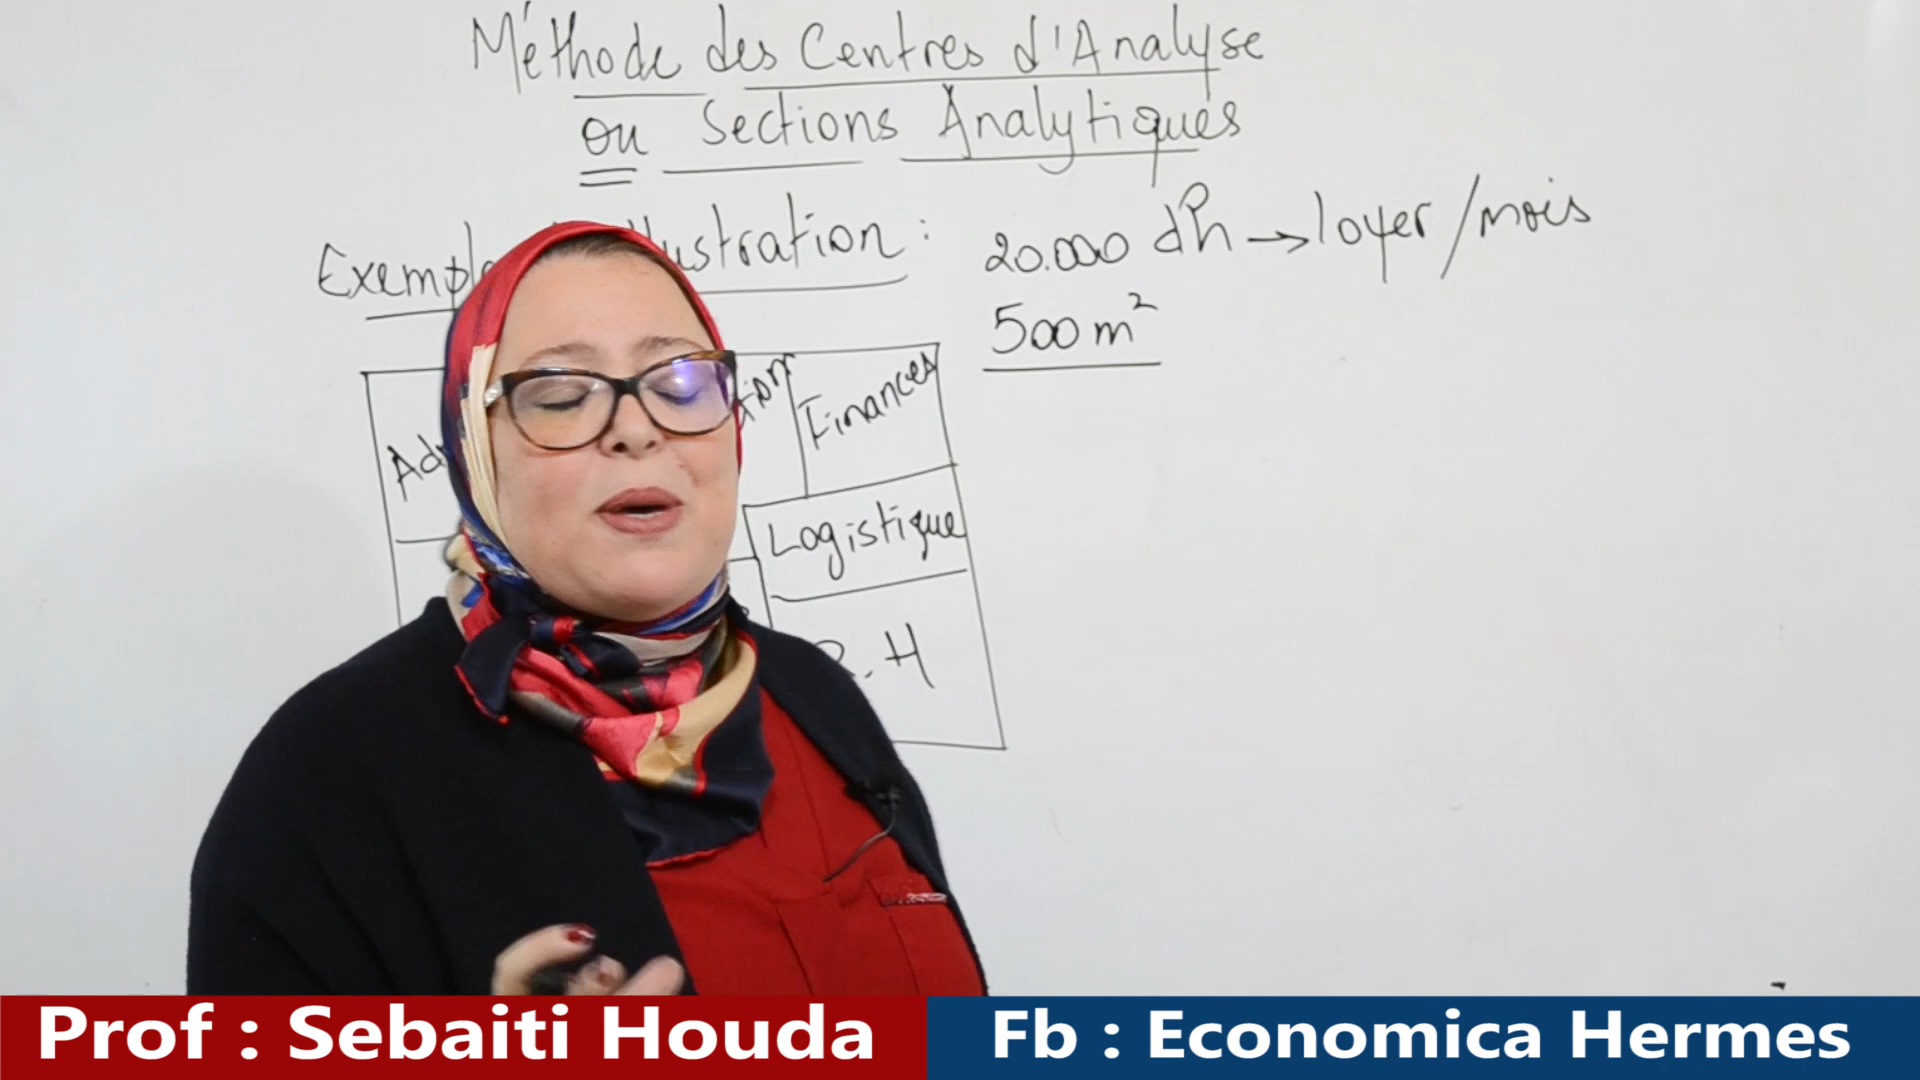 Méthode des Centres d'Analyse
ou Sections Analytiques
20.000 dh → loyer /mois
500 m²
Finances
Logistique
H
Prof : Sebaiti Houda
Fb : Economica Hermes